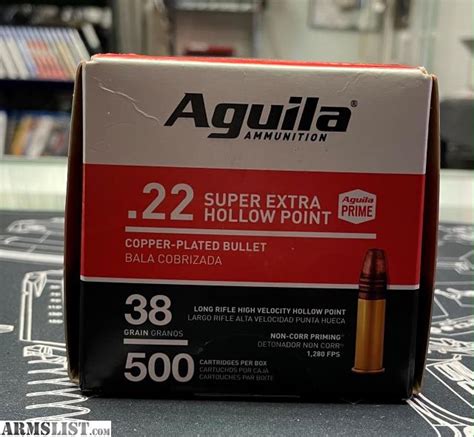 Aguila®
AMMUNITION
.22 SUPER EXTRA
HOLLOW POINT
Aguila
PRIME
COPPER-PLATED BULLET
BALA COBRIZADA
38
GRAIN GRANOS
LONG RIFLE HIGH VELOCITY HOLLOW POINT
LARGO RIFLE ALTA VELOCIDAD PUNTA HUECA
NON-CORR PRIMING
DETONADOR NON CORR
1,280 FPS
500
CARTRIDGES PER BOX
CARTUCHOS POR CAJA
CARTOUCHES PAR BOITE
ARMSLIST.com